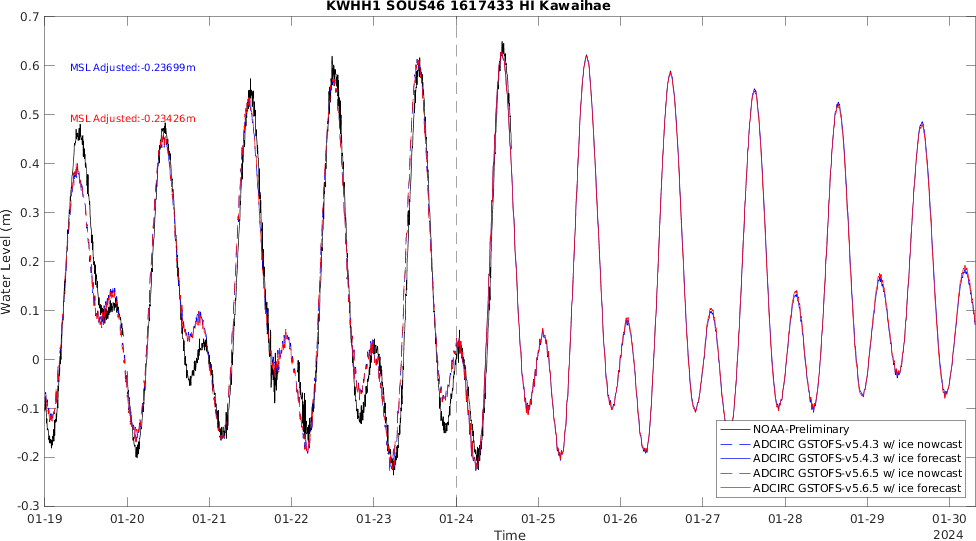 KWHH1 SOUS46 1617433 HI Kawaihae
0.7
0.6
0.5
0.4
0.3
0.2
0.1
0
-0.1
-0.2
-0.3
Water Level (m)
MSL Adjusted:-0.23699m
MSL Adjusted:-0.23426m
NOAA-Preliminary
ADCIRC GSTOFS-v5.4.3 w/ ice nowcast
ADCIRC GSTOFS-v5.4.3 w/ ice forecast
ADCIRC GSTOFS-v5.6.5 w/ ice nowcast
ADCIRC GSTOFS-v5.6.5 w/ ice forecast
01-19 01-20 01-21 01-22 01-23 01-24 01-25 01-26 01-27 01-28 01-29 01-30
Time
2024